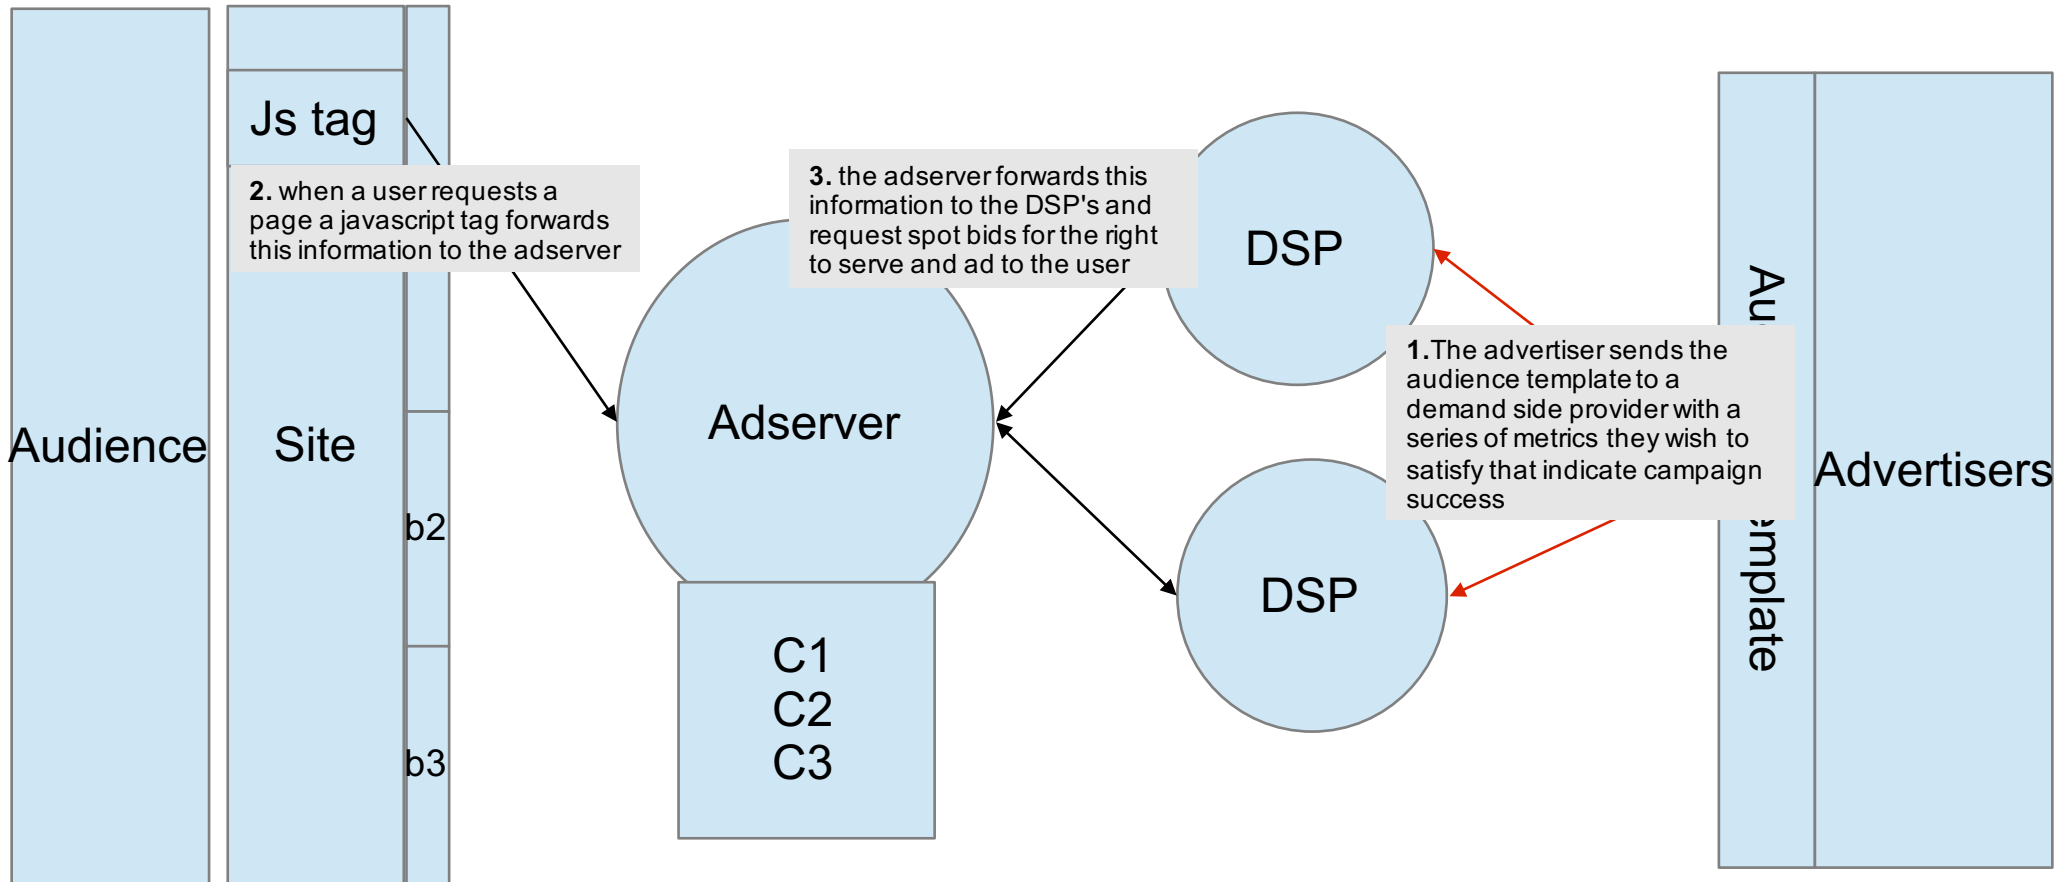 Js tag
2. when a user requests a
page a javascript tag forwards
this information to the adserver
3. the adserver forwards this
information to the DSP's and
request spot bids for the right
to serve and ad to the user
DSP
1.The advertiser sends the
audience template to a
demand side provider with a
series of metrics they wish to
satisfy that indicate campaign
success
Audience
Site
Adserver
Advertisers
b2
DSP
C1
C2
C3
b3